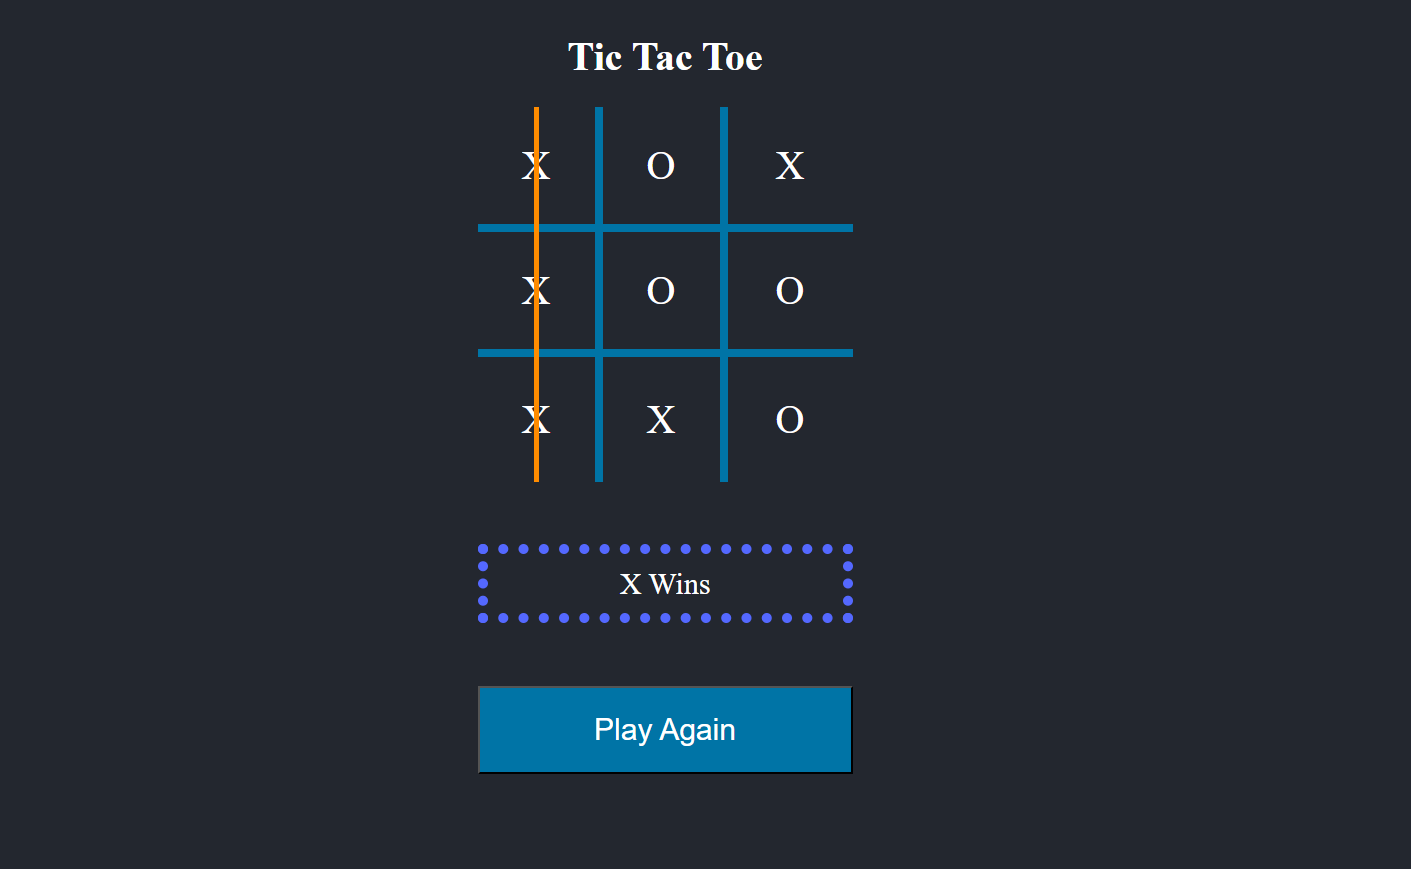 Tic Tac Toe
X O X
X O O
X X O
X Wins
Play Again